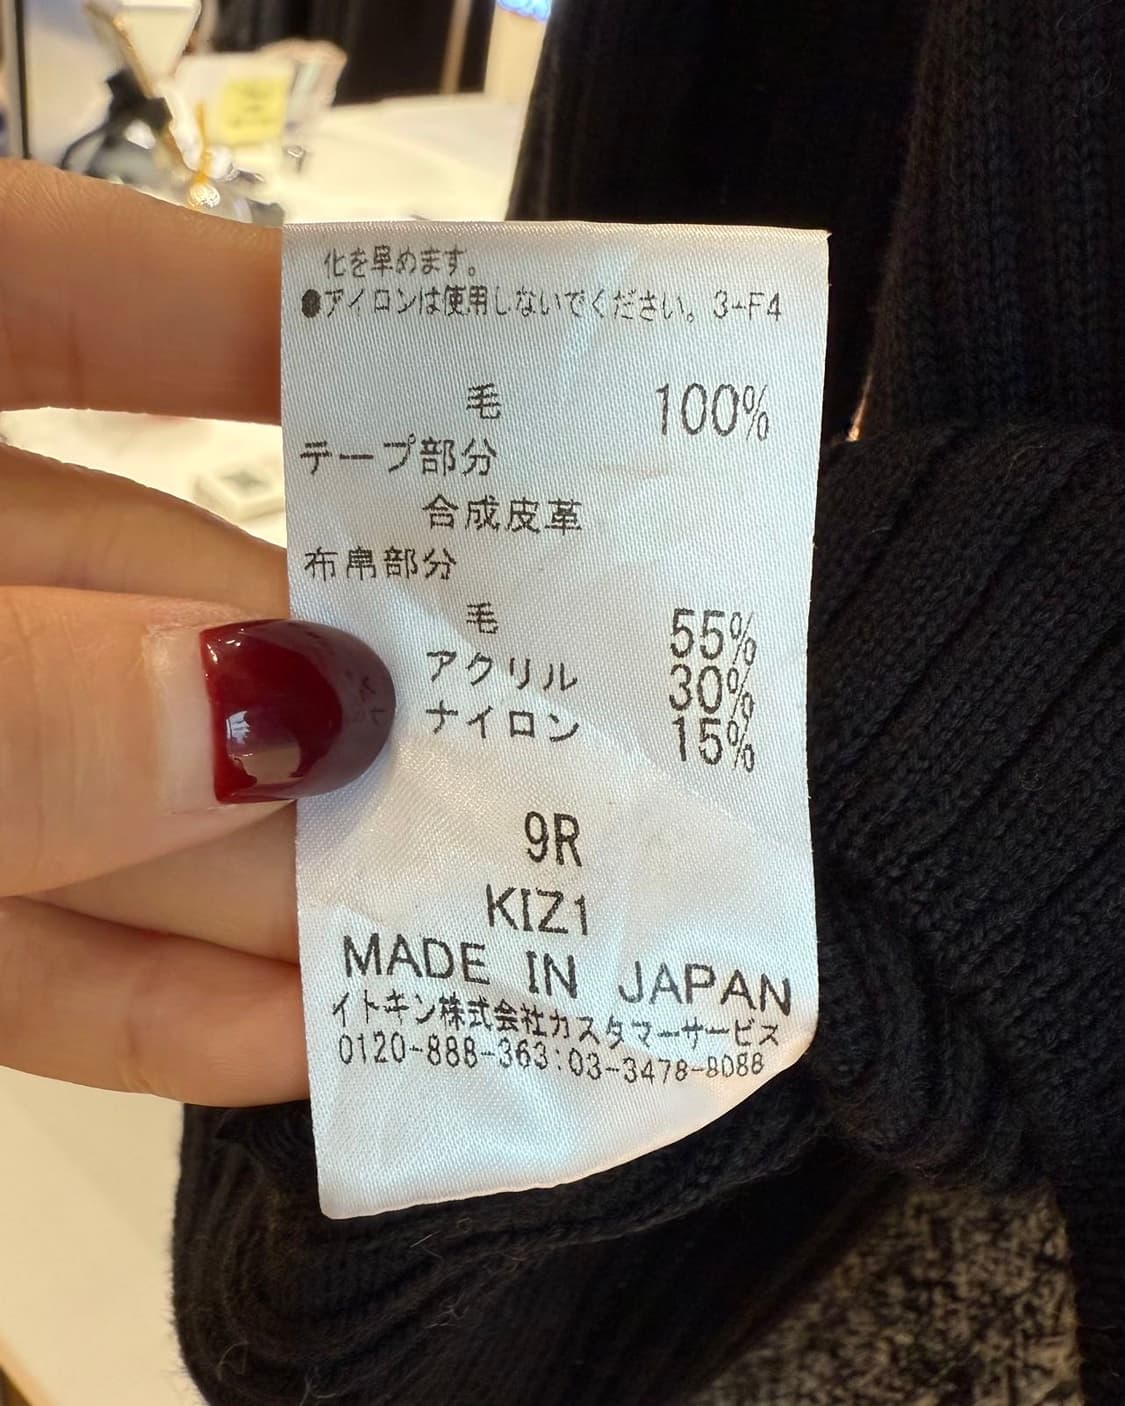 化を早めます。
●アイロンは使用しないでください。3-F4
毛 100%
テープ部分
合成皮革
布帛部分
毛 55%
アクリル 30%
ナイロン 15%
9R
KIZ1
MADE IN JAPAN
イトキン株式会社カスタマーサービス
0120-888-363:03-3478-8088